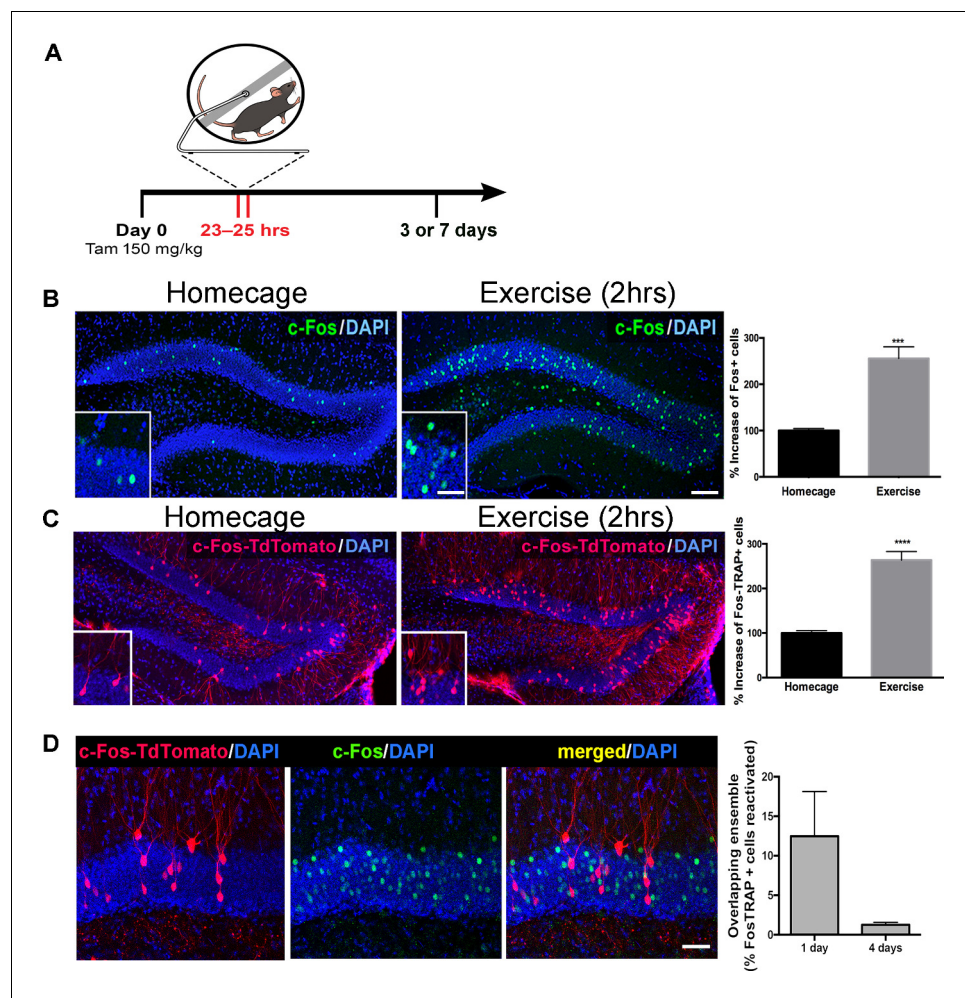 A
Day 0
23–25 hrs
3 or 7 days
Tam 150 mg/kg
B
Homecage
Exercise (2hrs)
c-Fos/DAPI
c-Fos/DAPI
% Increase of Fos+ cells
300
200
100
0
***
Homecage
Exercise
C
Homecage
Exercise (2hrs)
c-Fos-TdTomato/DAPI
c-Fos-TdTomato/DAPI
% Increase of Fos-TRAP+ cells
300
200
100
0
****
Homecage
Exercise
D
c-Fos-TdTomato/DAPI
c-Fos/DAPI
merged/DAPI
Overlapping ensemble
(% FosTRAP + cells reactivated)
20
15
10
5
0
1 day
4 days